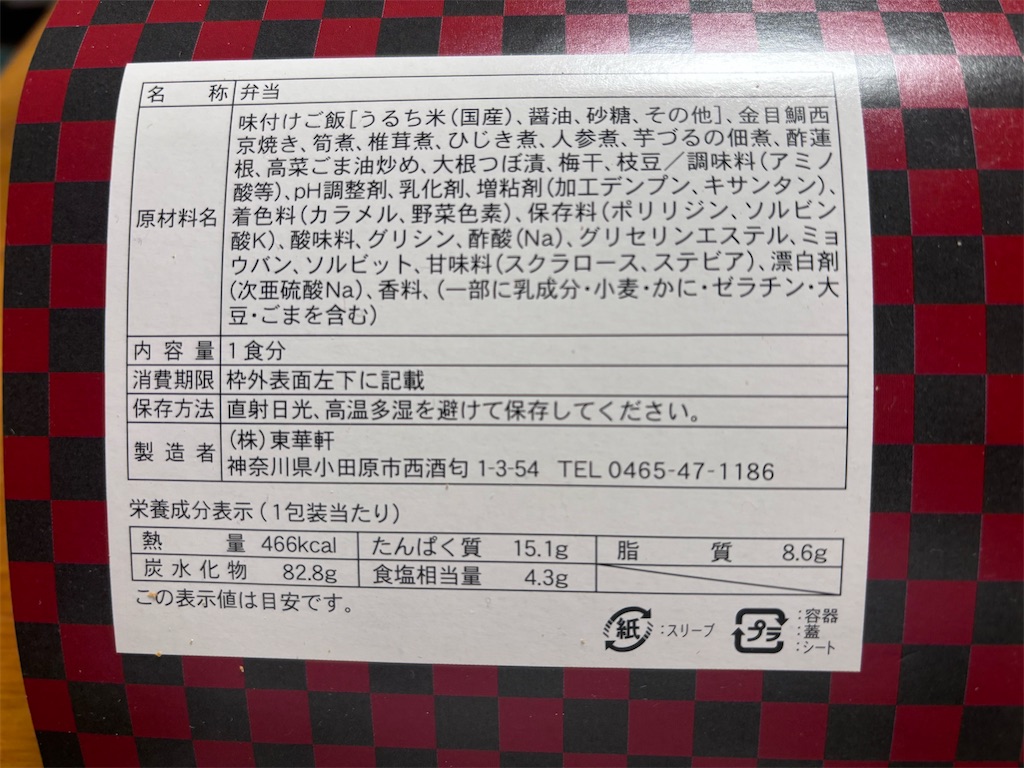 名 称 弁当
味付けご飯［うるち米（国産）、醤油、砂糖、その他］、金目鯛西
京焼き、筍煮、椎茸煮、ひじき煮、人参煮、芋づるの佃煮、酢蓮
根、高菜ごま油炒め、大根つぼ漬、梅干、枝豆／調味料（アミノ
酸等）、pH調整剤、乳化剤、増粘剤（加工デンプン、キサンタン）、
原材料名 着色料（カラメル、野菜色素）、保存料（ポリリジン、ソルビン
酸K）、酸味料、グリシン、酢酸（Na）、グリセリンエステル、ミョ
ウバン、ソルビット、甘味料（スクラロース、ステビア）、漂白剤
（次亜硫酸Na）、香料、（一部に乳成分・小麦・かに・ゼラチン・大
豆・ごまを含む）
内容量 1食分
消費期限 枠外表面左下に記載
保存方法 直射日光、高温多湿を避けて保存してください。
製造者 （株）東華軒
神奈川県小田原市西酒匂 1-3-54 TEL 0465-47-1186
栄養成分表示（1包装当たり）
熱量 466kcal たんぱく質 15.1g 脂質 8.6g
炭水化物 82.8g 食塩相当量 4.3g
この表示値は目安です。
紙 ：スリーブ
プラ ：容器
：蓋
：シート